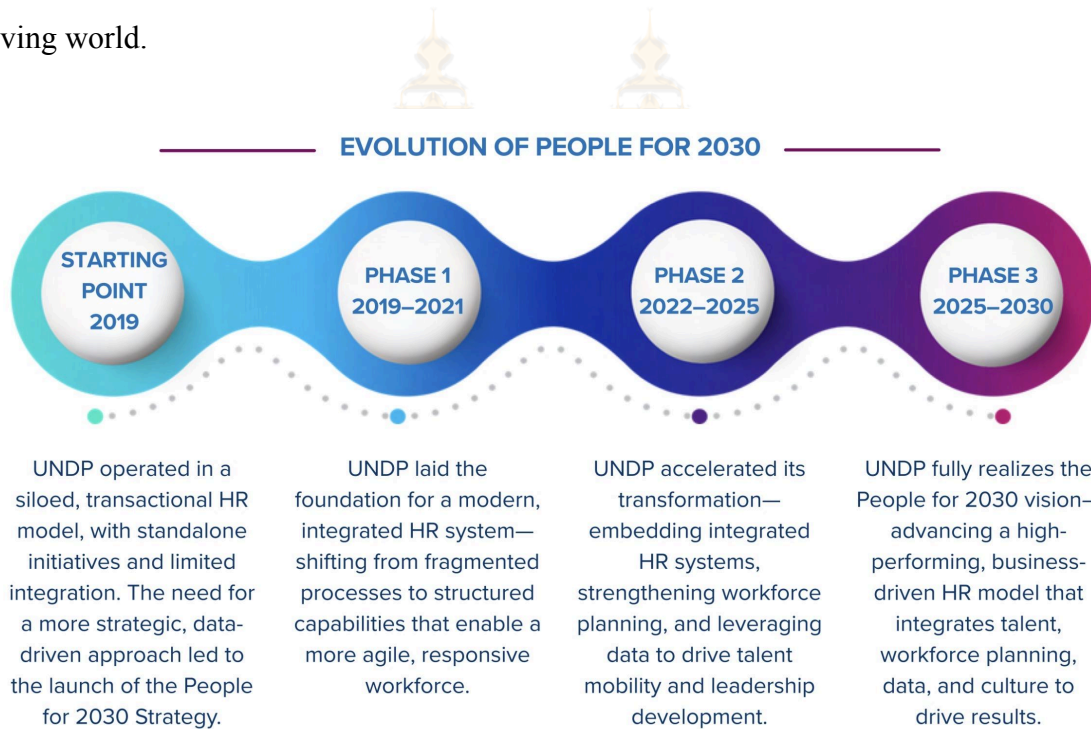 ving world.
EVOLUTION OF PEOPLE FOR 2030
STARTING
POINT
2019
PHASE 1
2019–2021
PHASE 2
2022–2025
PHASE 3
2025–2030
UNDP operated in a
siloed, transactional HR
model, with standalone
initiatives and limited
integration. The need for
a more strategic, data-
driven approach led to
the launch of the People
for 2030 Strategy.
UNDP laid the
foundation for a modern,
integrated HR system—
shifting from fragmented
processes to structured
capabilities that enable a
more agile, responsive
workforce.
UNDP accelerated its
transformation—
embedding integrated
HR systems,
strengthening workforce
planning, and leveraging
data to drive talent
mobility and leadership
development.
UNDP fully realizes the
People for 2030 vision—
advancing a high-
performing, business-
driven HR model that
integrates talent,
workforce planning,
data, and culture to
drive results.